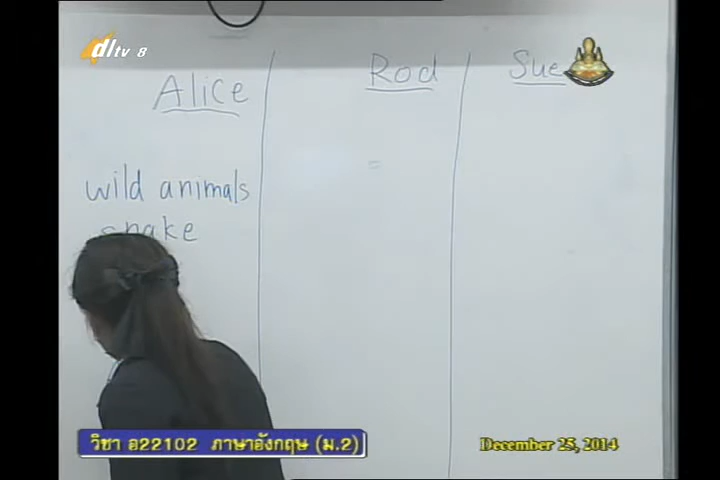 dltv 8
Alice
Rod
Sue
wild animals
snake
วิชา อ22102 ภาษาอังกฤษ (ม.2)
December 25, 2014